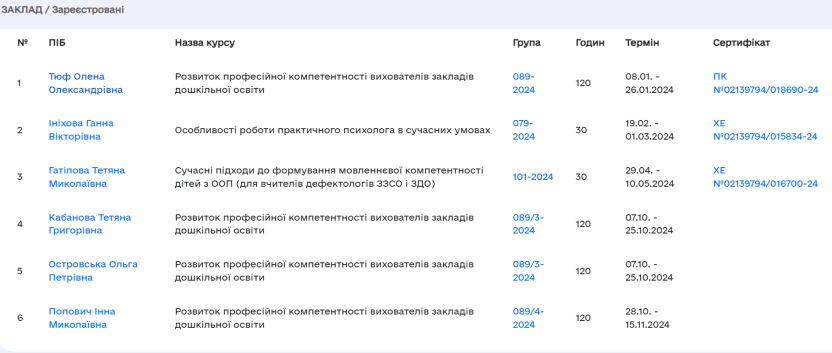 ЗАКЛАД / Зареєстровані
№ ПІБ Назва курсу Група Годин Термін Сертифікат
1 Тюф Олена Олександрівна Розвиток професійної компетентності вихователів закладів дошкільної освіти 089-2024 120 08.01. - 26.01.2024 ПК №02139794/018690-24
2 Ініхова Ганна Вікторівна Особливості роботи практичного психолога в сучасних умовах 079-2024 30 19.02. - 01.03.2024 ХЕ №02139794/015834-24
3 Гатілова Тетяна Миколаївна Сучасні підходи до формування мовленнєвої компетентності дітей з ООП (для вчителів дефектологів ЗЗСО і ЗДО) 101-2024 30 29.04. - 10.05.2024 ХЕ №02139794/016700-24
4 Кабанова Тетяна Григорівна Розвиток професійної компетентності вихователів закладів дошкільної освіти 089/3-2024 120 07.10. - 25.10.2024
5 Островська Ольга Петрівна Розвиток професійної компетентності вихователів закладів дошкільної освіти 089/3-2024 120 07.10. - 25.10.2024
6 Попович Інна Миколаївна Розвиток професійної компетентності вихователів закладів дошкільної освіти 089/4-2024 120 28.10. - 15.11.2024